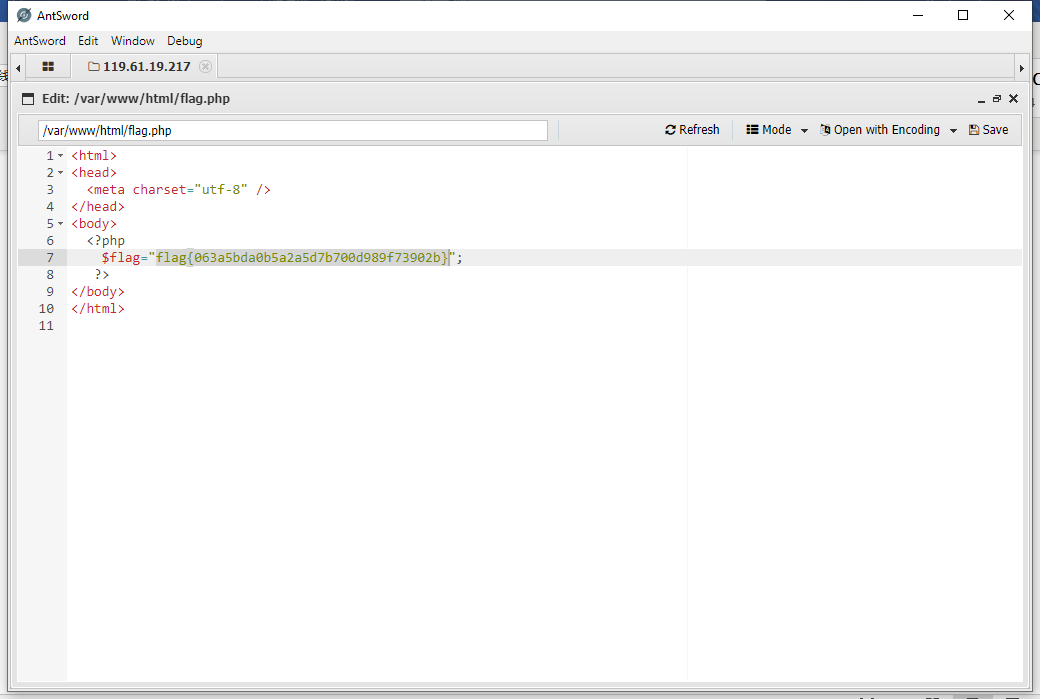 AntSword
AntSword Edit Window Debug
119.61.19.217
Edit: /var/www/html/flag.php
/var/www/html/flag.php Refresh Mode Open with Encoding Save
1 <html>
2 <head>
3 <meta charset="utf-8" />
4 </head>
5 <body>
6 <?php
7 $flag="flag{063a5bda0b5a2a5d7b700d989f73902b}";
8 ?>
9 </body>
10 </html>
11